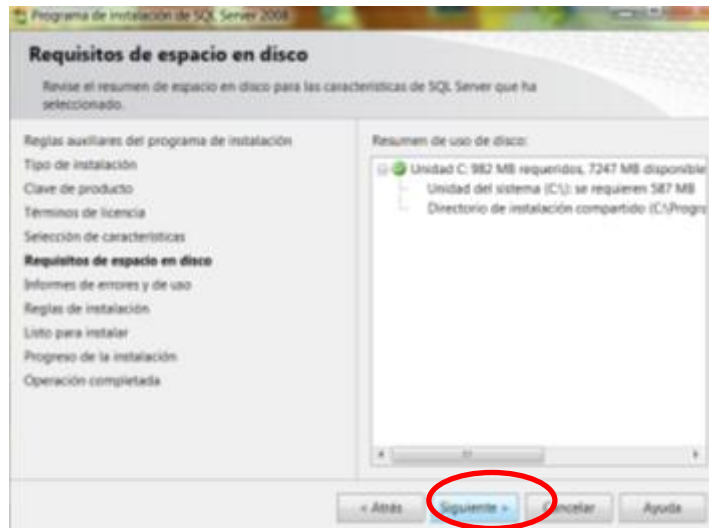 Programa de instalación de SQL Server 2008
Requisitos de espacio en disco
Revise el resumen de espacio en disco para las características de SQL Server que ha
seleccionado.
Reglas auxiliares del programa de instalación
Tipo de instalación
Clave de producto
Términos de licencia
Selección de características
Requisitos de espacio en disco
Informes de errores y de uso
Reglas de instalación
Listo para instalar
Progreso de la instalación
Operación completada
Resumen de uso de disco:
Unidad C: 982 MB requeridos, 7247 MB disponible
Unidad del sistema (C:\): se requieren 587 MB
Directorio de instalación compartido (C:\Progra
< Atrás
Siguiente >
Cancelar
Ayuda